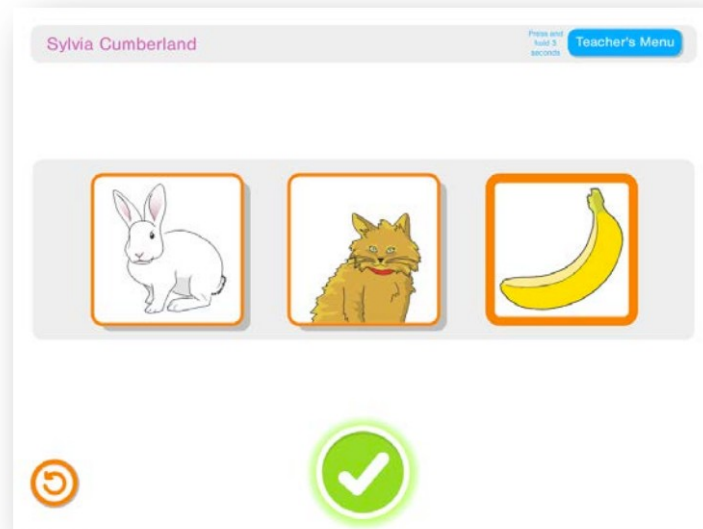 Sylvia Cumberland
Press and
hold 3
seconds
Teacher's Menu